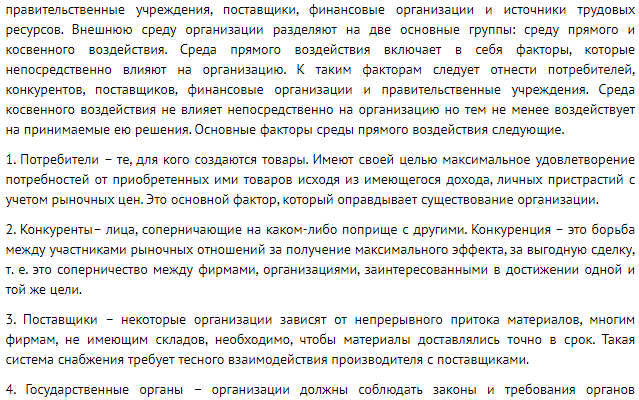 правительственные учреждения, поставщики, финансовые организации и источники трудовых
ресурсов. Внешнюю среду организации разделяют на две основные группы: среду прямого и
косвенного воздействия. Среда прямого воздействия включает в себя факторы, которые
непосредственно влияют на организацию. К таким факторам следует отнести потребителей,
конкурентов, поставщиков, финансовые организации и правительственные учреждения. Среда
косвенного воздействия не влияет непосредственно на организацию но тем не менее воздействует
на принимаемые ею решения. Основные факторы среды прямого воздействия следующие.
1. Потребители – те, для кого создаются товары. Имеют своей целью максимальное удовлетворение
потребностей от приобретенных ими товаров исходя из имеющегося дохода, личных пристрастий с
учетом рыночных цен. Это основной фактор, который оправдывает существование организации.
2. Конкуренты– лица, соперничающие на каком-либо поприще с другими. Конкуренция – это борьба
между участниками рыночных отношений за получение максимального эффекта, за выгодную сделку,
т. е. это соперничество между фирмами, организациями, заинтересованными в достижении одной и
той же цели.
3. Поставщики – некоторые организации зависят от непрерывного притока материалов, многим
фирмам, не имеющим складов, необходимо, чтобы материалы доставлялись точно в срок. Такая
система снабжения требует тесного взаимодействия производителя с поставщиками.
4. Государственные органы – организации должны соблюдать законы и требования органов